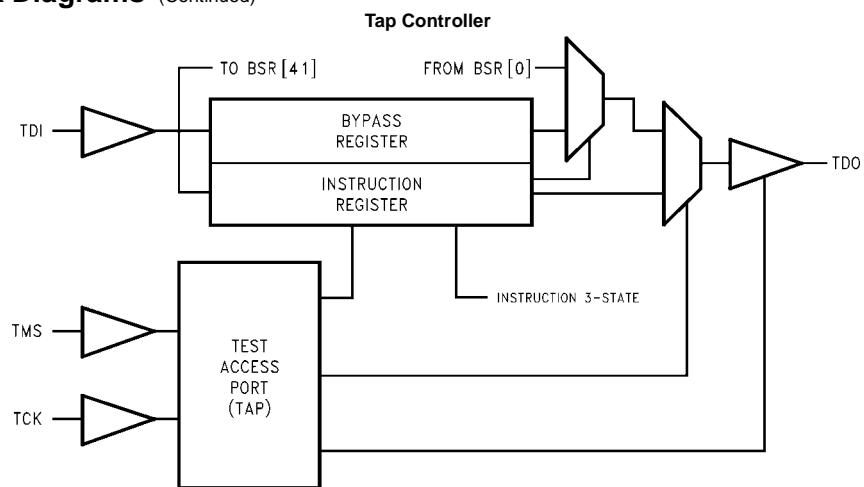 Diagrams (Continued)
Tap Controller
TO BSR [41]
FROM BSR [0]
TDI
BYPASS
REGISTER
INSTRUCTION
REGISTER
TDO
INSTRUCTION 3-STATE
TMS
TEST
ACCESS
PORT
(TAP)
TCK